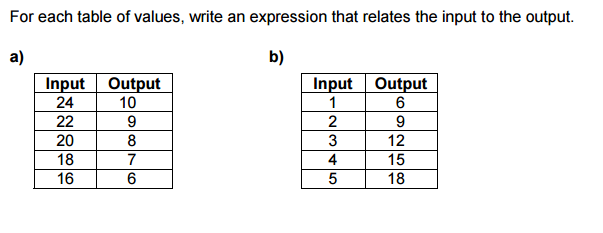 For each table of values, write an expression that relates the input to the output.
a) b)
Input Output Input Output
24 10 1 6
22 9 2 9
20 8 3 12
18 7 4 15
16 6 5 18